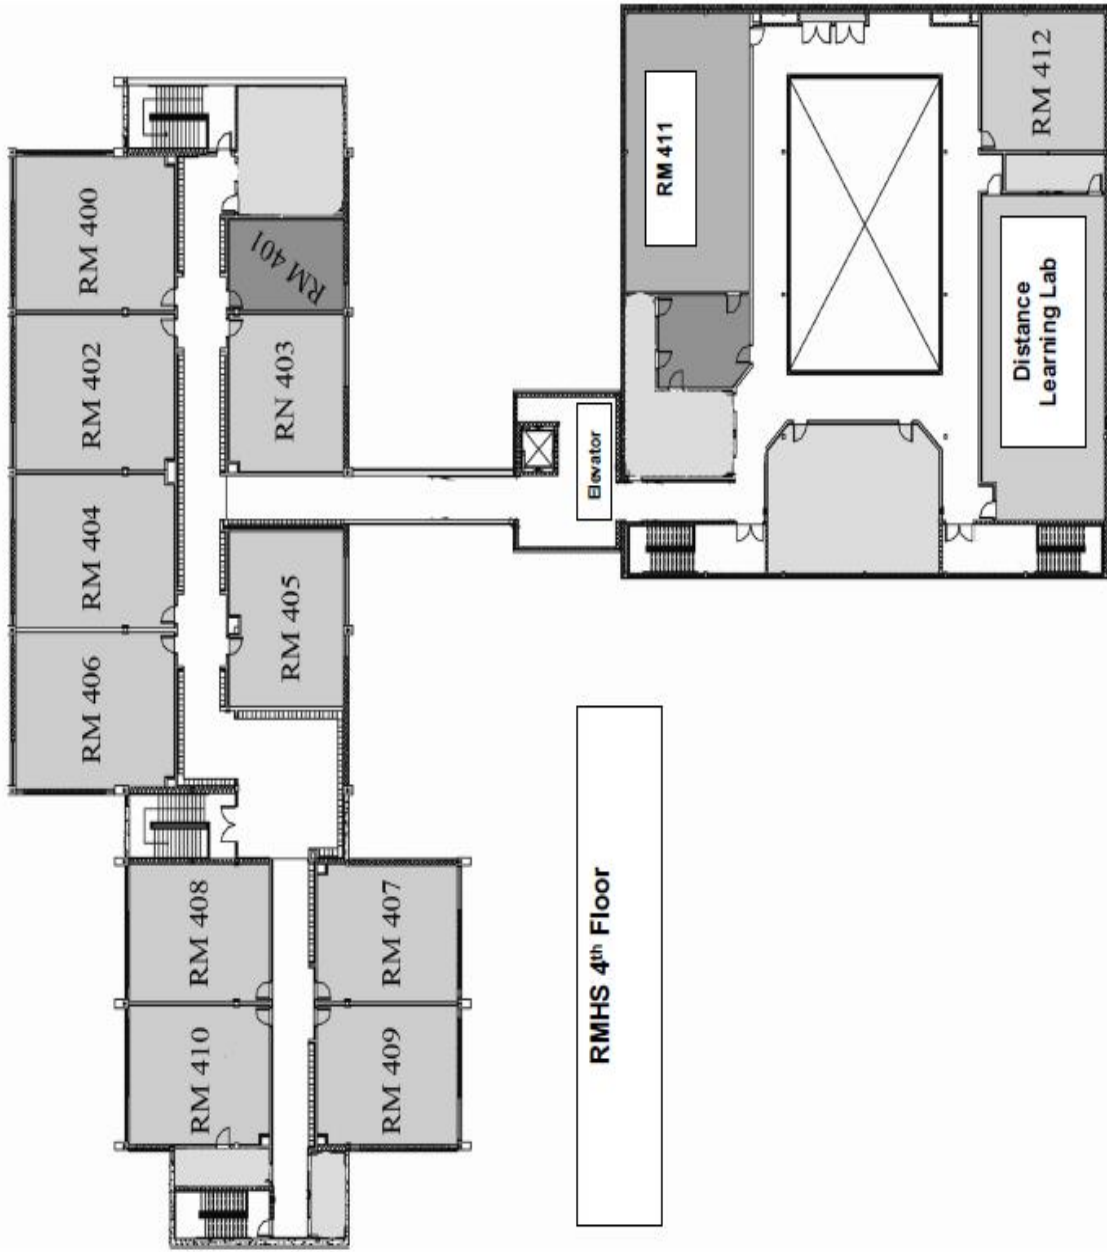 RM 412
RM 411
RM 400
RM 401
RM 402
RN 403
Distance
Learning Lab
Elevator
RM 404
RM 405
RM 406
RM 408
RM 407
RMHS 4th Floor
RM 410
RM 409